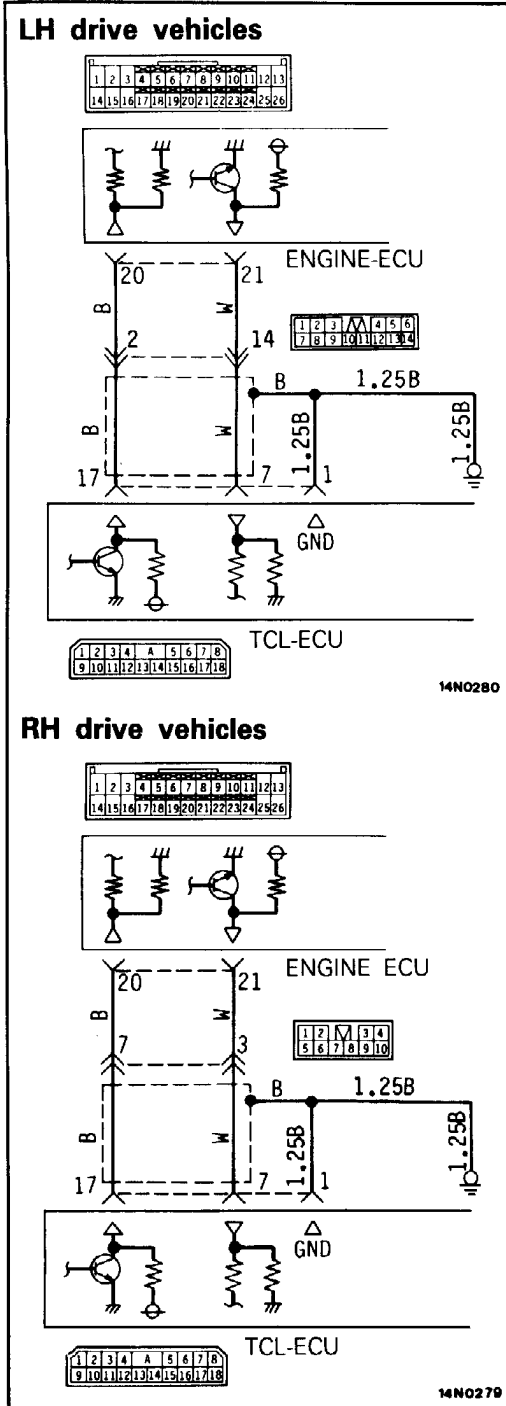 LH drive vehicles
1 2 3 4 5 6 7 8 9 10 11 12 13
14 15 16 17 18 19 20 21 22 23 24 25 26
ENGINE-ECU
20 21
B W
2 14
1 2 3 4 5 6
7 8 9 10 11 12 13 14
B 1.25B
B W 1.25B 1.25B
17 7 1
GND
TCL-ECU
1 2 3 4 A 5 6 7 8
9 10 11 12 13 14 15 16 17 18
14N0280
RH drive vehicles
1 2 3 4 5 6 7 8 9 10 11 12 13
14 15 16 17 18 19 20 21 22 23 24 25 26
ENGINE ECU
20 21
B W
7 3
1 2 3 4
5 6 7 8 9 10
B 1.25B
B W 1.25B 1.25B
17 7 1
GND
TCL-ECU
1 2 3 4 A 5 6 7 8
9 10 11 12 13 14 15 16 17 18
14N0279